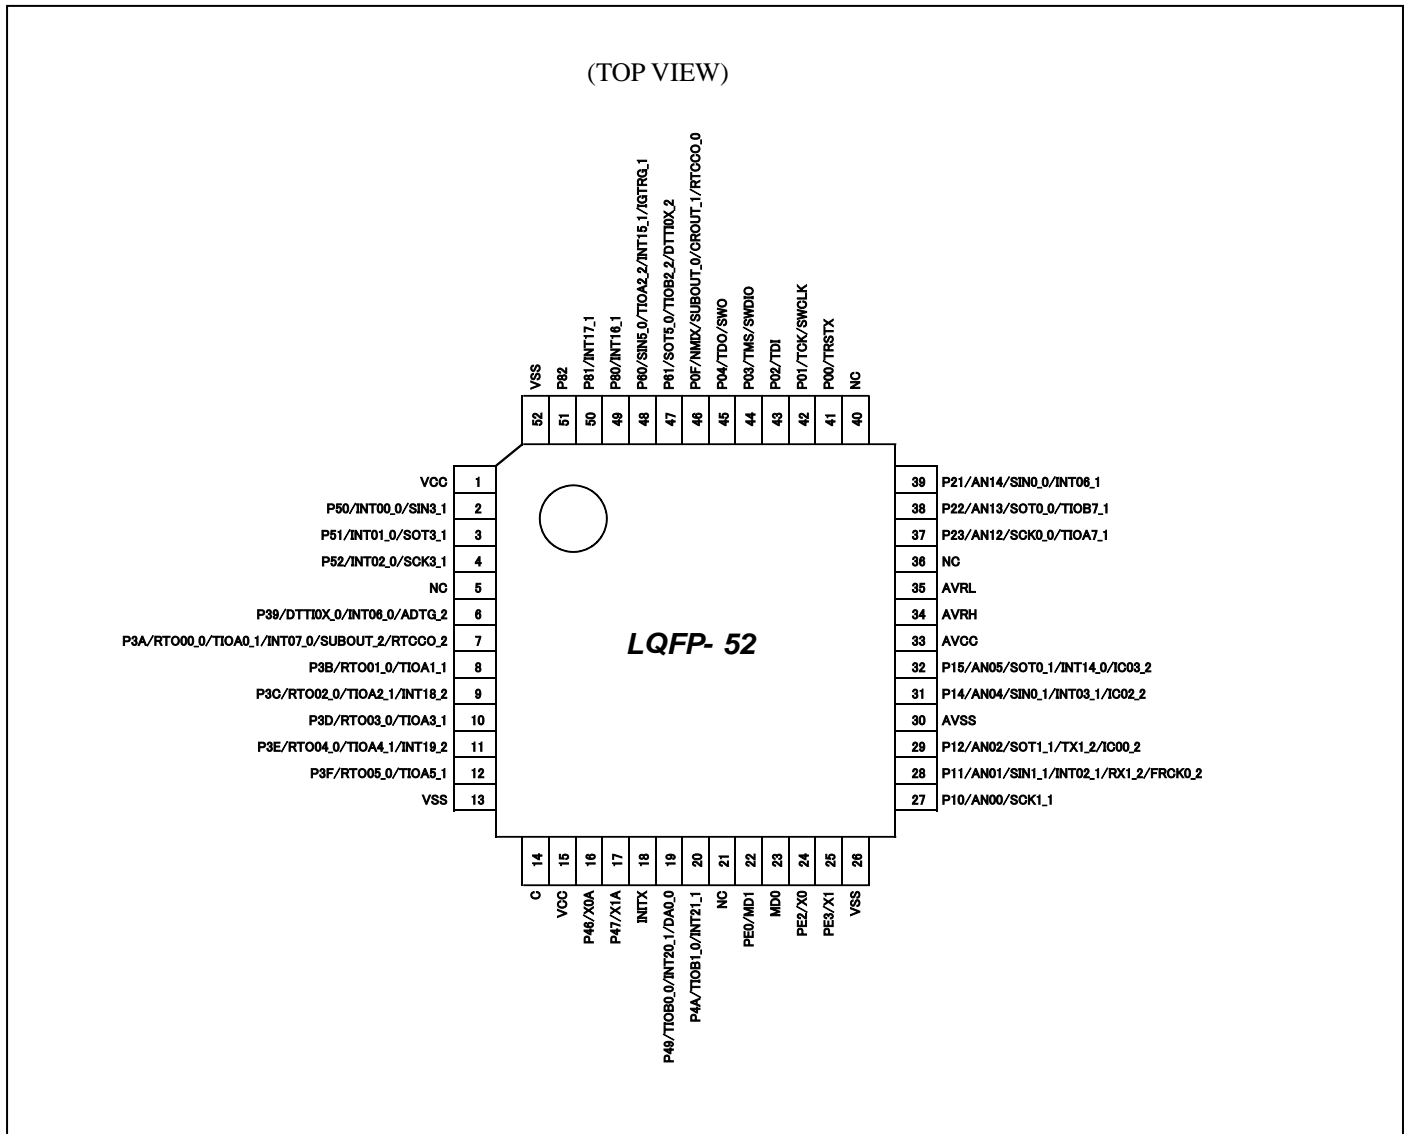 (TOP VIEW)
VSS
P82
P81/INT17_1
P80/INT16_1
P60/SIN5_0/TIOA2_2/INT15_1/IGTRG_1
P61/SOT5_0/TIOB2_2/DTTI0X_2
P0F/NMIX/SUBOUT_0/CROUT_1/RTCCO_0
P04/TDO/SWO
P03/TMS/SWDIO
P02/TDI
P01/TCK/SWCLK
P00/TRSTX
NC
52
51
50
49
48
47
46
45
44
43
42
41
40
VCC 1
P50/INT00_0/SIN3_1 2
P51/INT01_0/SOT3_1 3
P52/INT02_0/SCK3_1 4
NC 5
P39/DTTI0X_0/INT06_0/ADTG_2 6
P3A/RTO00_0/TIOA0_1/INT07_0/SUBOUT_2/RTCCO_2 7
P3B/RTO01_0/TIOA1_1 8
P3C/RTO02_0/TIOA2_1/INT18_2 9
P3D/RTO03_0/TIOA3_1 10
P3E/RTO04_0/TIOA4_1/INT19_2 11
P3F/RTO05_0/TIOA5_1 12
VSS 13
LQFP- 52
39 P21/AN14/SIN0_0/INT06_1
38 P22/AN13/SOT0_0/TIOB7_1
37 P23/AN12/SCK0_0/TIOA7_1
36 NC
35 AVRL
34 AVRH
33 AVCC
32 P15/AN05/SOT0_1/INT14_0/IC03_2
31 P14/AN04/SIN0_1/INT03_1/IC02_2
30 AVSS
29 P12/AN02/SOT1_1/TX1_2/IC00_2
28 P11/AN01/SIN1_1/INT02_1/RX1_2/FRCK0_2
27 P10/AN00/SCK1_1
14
15
16
17
18
19
20
21
22
23
24
25
26
C
VCC
P46/X0A
P47/X1A
INITX
P49/TIOB0_0/INT20_1/DA0_0
P4A/TIOB1_0/INT21_1
NC
PE0/MD1
MD0
PE2/X0
PE3/X1
VSS